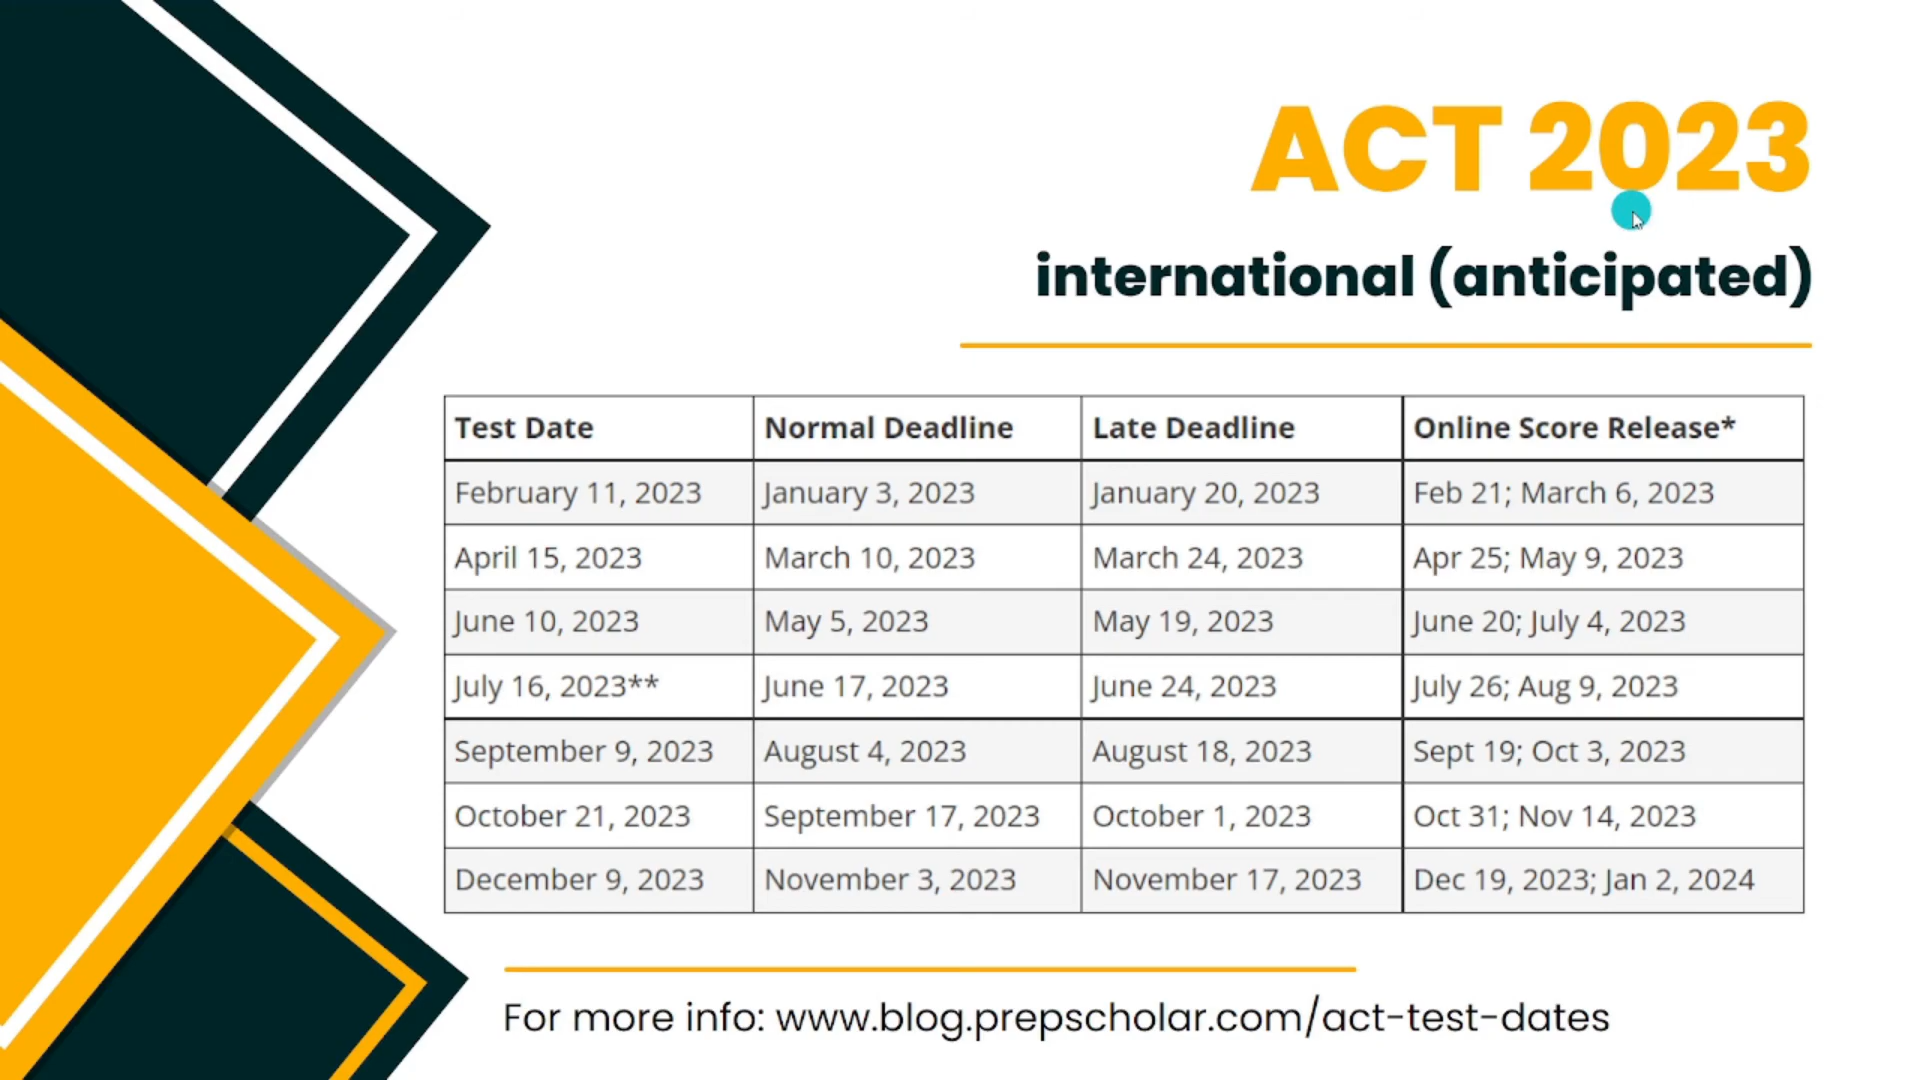 ACT 2023
international (anticipated)
Test Date Normal Deadline Late Deadline Online Score Release*
February 11, 2023 January 3, 2023 January 20, 2023 Feb 21; March 6, 2023
April 15, 2023 March 10, 2023 March 24, 2023 Apr 25; May 9, 2023
June 10, 2023 May 5, 2023 May 19, 2023 June 20; July 4, 2023
July 16, 2023** June 17, 2023 June 24, 2023 July 26; Aug 9, 2023
September 9, 2023 August 4, 2023 August 18, 2023 Sept 19; Oct 3, 2023
October 21, 2023 September 17, 2023 October 1, 2023 Oct 31; Nov 14, 2023
December 9, 2023 November 3, 2023 November 17, 2023 Dec 19, 2023; Jan 2, 2024
For more info: www.blog.prepscholar.com/act-test-dates